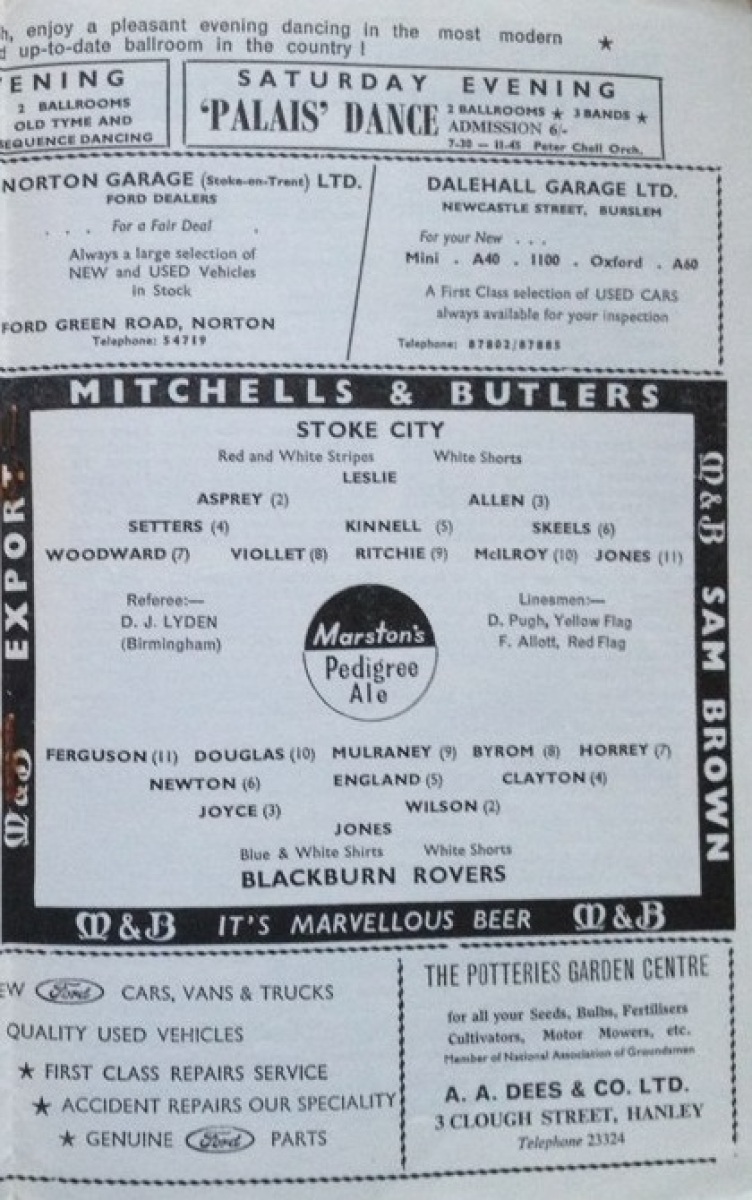 h, enjoy a pleasant evening dancing in the most modern
d up-to-date ballroom in the country !
ENING
2 BALLROOMS
OLD TYME AND
SEQUENCE DANCING
SATURDAY EVENING
'PALAIS' DANCE
2 BALLROOMS ★ 3 BANDS ★
ADMISSION 6/-
7-30 — 11-45 Peter Chell Orch.
NORTON GARAGE (Stoke-on-Trent) LTD.
FORD DEALERS
. . . For a Fair Deal .
Always a large selection of
NEW and USED Vehicles
in Stock
FORD GREEN ROAD, NORTON
Telephone: 54719
DALEHALL GARAGE LTD.
NEWCASTLE STREET, BURSLEM
For your New . . .
Mini . A40 . 1100 . Oxford . A60
A First Class selection of USED CARS
always available for your inspection
Telephone: 87802/87885
MITCHELLS & BUTLERS
M&B EXPORT
M&B SAM BROWN
STOKE CITY
Red and White Stripes White Shorts
LESLIE
ASPREY (2) ALLEN (3)
SETTERS (4) KINNELL (5) SKEELS (6)
WOODWARD (7) VIOLLET (8) RITCHIE (9) McILROY (10) JONES (11)
Referee:—
D. J. LYDEN
(Birmingham)
Marston's
Pedigree
Ale
Linesmen:—
D. Pugh, Yellow Flag
F. Allott, Red Flag
FERGUSON (11) DOUGLAS (10) MULRANEY (9) BYROM (8) HORREY (7)
NEWTON (6) ENGLAND (5) CLAYTON (4)
JOYCE (3) WILSON (2)
JONES
Blue & White Shirts White Shorts
BLACKBURN ROVERS
M&B IT'S MARVELLOUS BEER M&B
EW Ford CARS, VANS & TRUCKS
QUALITY USED VEHICLES
★ FIRST CLASS REPAIRS SERVICE
★ ACCIDENT REPAIRS OUR SPECIALITY
★ GENUINE Ford PARTS
THE POTTERIES GARDEN CENTRE
for all your Seeds, Bulbs, Fertilisers
Cultivators, Motor Mowers, etc.
Member of National Association of Groundsmen
A. A. DEES & CO. LTD.
3 CLOUGH STREET, HANLEY
Telephone 23324